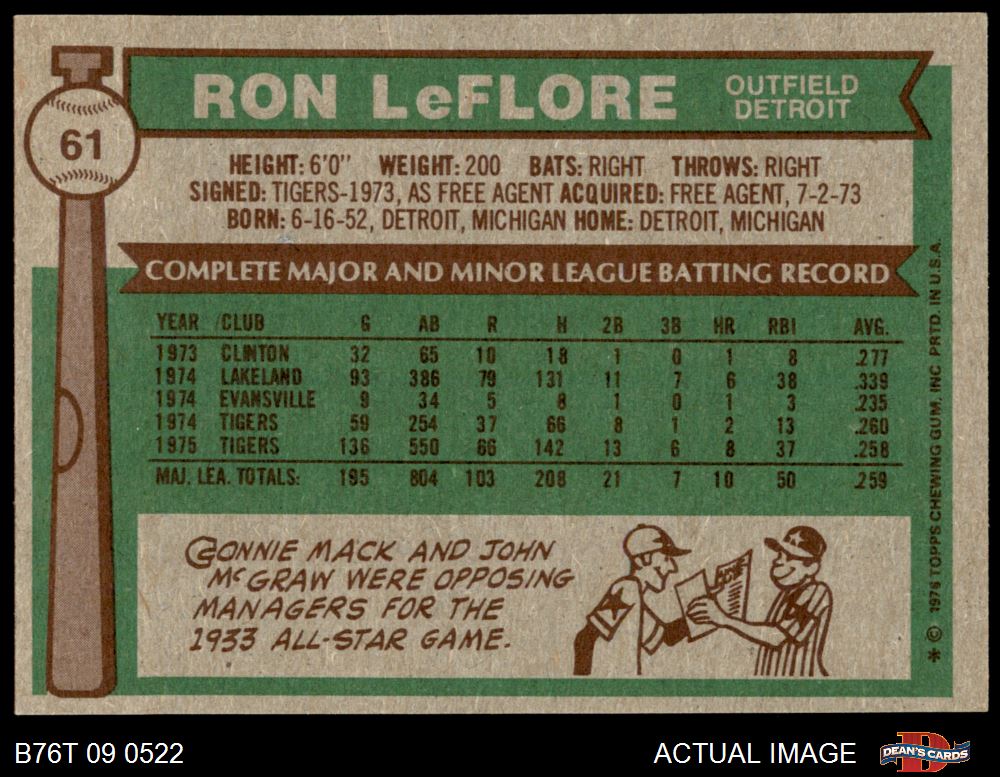 RON LeFLORE
OUTFIELD
DETROIT
61
HEIGHT: 6'0" WEIGHT: 200 BATS: RIGHT THROWS: RIGHT
SIGNED: TIGERS-1973, AS FREE AGENT ACQUIRED: FREE AGENT, 7-2-73
BORN: 6-16-52, DETROIT, MICHIGAN HOME: DETROIT, MICHIGAN
COMPLETE MAJOR AND MINOR LEAGUE BATTING RECORD
YEAR CLUB G AB R H 2B 3B HR RBI AVG.
1973 CLINTON 32 65 10 18 1 0 1 8 .277
1974 LAKELAND 93 386 79 131 11 7 6 38 .339
1974 EVANSVILLE 9 34 5 8 1 0 1 3 .235
1974 TIGERS 59 254 37 66 8 1 2 13 .260
1975 TIGERS 136 550 66 142 13 6 8 37 .258
MAJ. LEA. TOTALS: 195 804 103 208 21 7 10 50 .259
CONNIE MACK AND JOHN
McGRAW WERE OPPOSING
MANAGERS FOR THE
1933 ALL-STAR GAME.
* © 1976 TOPPS CHEWING GUM, INC PRTD. IN U.S.A.
B76T 09 0522
ACTUAL IMAGE
DEAN'S CARDS